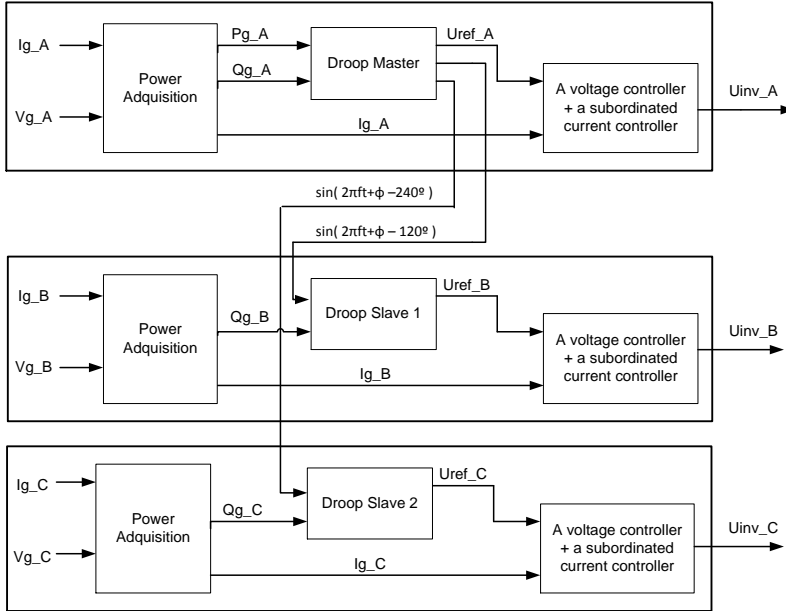 Ig_A
Vg_A
Power
Adquisition
Pg_A
Qg_A
Ig_A
Droop Master
Uref_A
A voltage controller
+ a subordinated
current controller
Uinv_A
sin( 2πft+ϕ –240º )
sin( 2πft+ϕ – 120º )
Ig_B
Vg_B
Power
Adquisition
Qg_B
Ig_B
Droop Slave 1
Uref_B
A voltage controller
+ a subordinated
current controller
Uinv_B
Ig_C
Vg_C
Power
Adquisition
Qg_C
Ig_C
Droop Slave 2
Uref_C
A voltage controller
+ a subordinated
current controller
Uinv_C